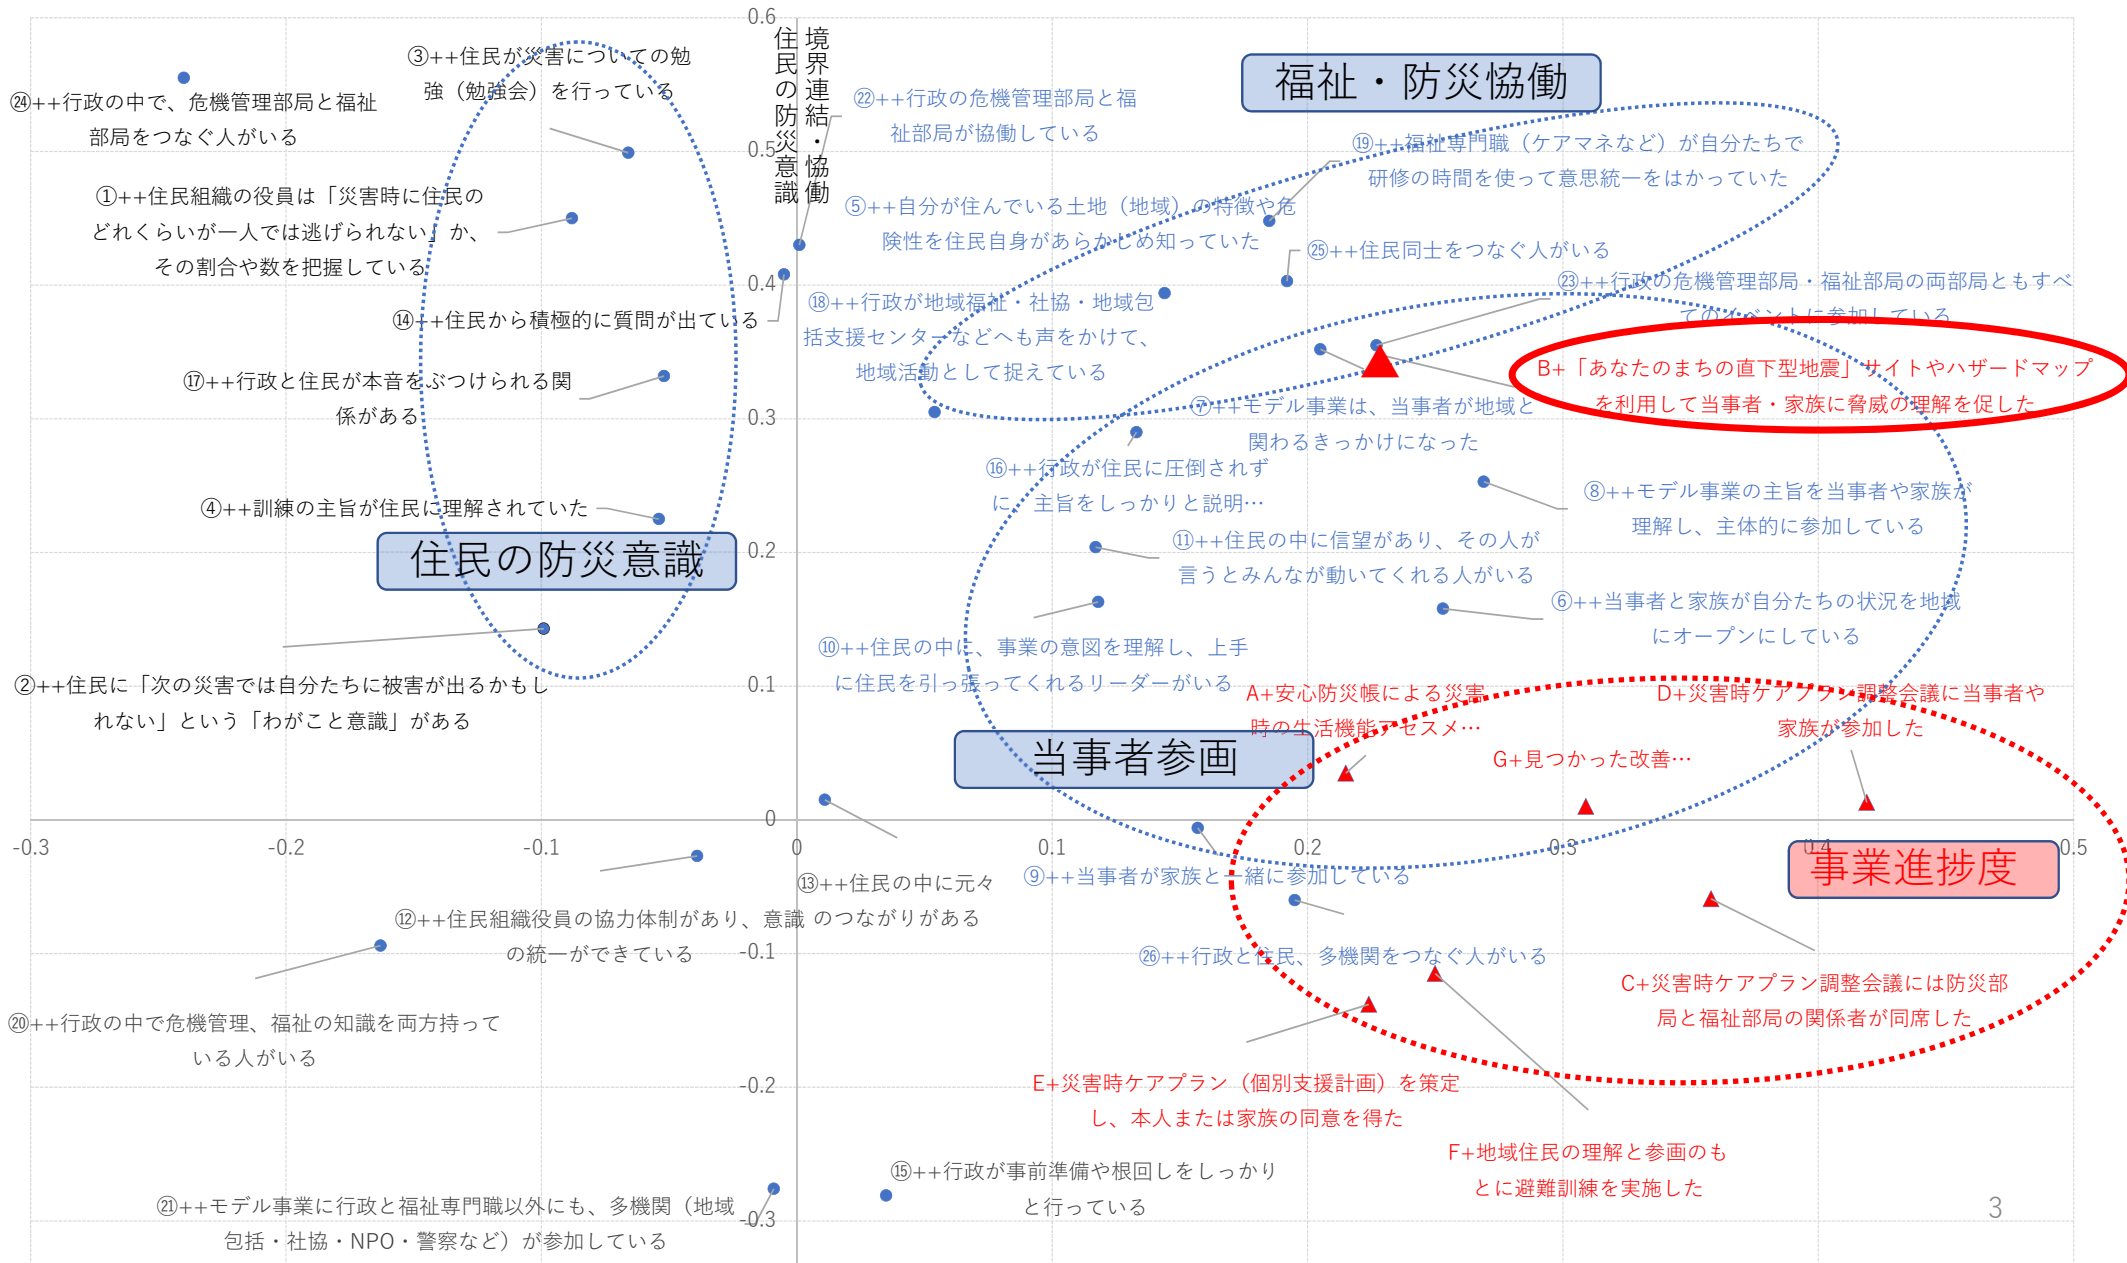 0.6
0.5
0.4
0.3
0.2
0.1
0
-0.1
-0.2
-0.3
-0.3
-0.2
-0.1
0
0.1
0.2
0.3
0.4
0.5
境界連結・協働
住民の防災意識
福祉・防災恊働
住民の防災意識
当事者参画
事業進捗度
㉔++行政の中で、危機管理部局と福祉
部局をつなぐ人がいる
③++住民が災害についての勉
強（勉強会）を行っている
①++住民組織の役員は「災害時に住民の
どれくらいが一人では逃げられない」か、
その割合や数を把握している
⑭++住民から積極的に質問が出ている
⑰++行政と住民が本音をぶつけられる関
係がある
④++訓練の主旨が住民に理解されていた
②++住民に「次の災害では自分たちに被害が出るかもし
れない」という「わがこと意識」がある
㉒++行政の危機管理部局と福
祉部局が協働している
⑲++福祉専門職（ケアマネなど）が自分たちで
研修の時間を使って意思統一をはかっていた
⑤++自分が住んでいる土地（地域）の特徴や危
険性を住民自身があらかじめ知っていた
㉕++住民同士をつなぐ人がいる
㉓++行政の危機管理部局・福祉部局の両部局ともすべ
てのイベントに参加している
⑱++行政が地域福祉・社協・地域包
括支援センターなどへも声をかけて、
地域活動として捉えている
B+「あなたのまちの直下型地震」サイトやハザードマップ
を利用して当事者・家族に脅威の理解を促した
⑦++モデル事業は、当事者が地域と
関わるきっかけになった
⑯++行政が住民に圧倒されず
に、主旨をしっかりと説明…
⑧++モデル事業の主旨を当事者や家族が
理解し、主体的に参加している
⑪++住民の中に信望があり、その人が
言うとみんなが動いてくれる人がいる
⑥++当事者と家族が自分たちの状況を地域
にオープンにしている
⑩++住民の中に、事業の意図を理解し、上手
に住民を引っ張ってくれるリーダーがいる
A+安心防災帳による災害
時の生活機能アセスメ…
D+災害時ケアプラン調整会議に当事者や
家族が参加した
G+見つかった改善…
⑬++住民の中に元々
のつながりがある
⑨++当事者が家族と一緒に参加している
⑫++住民組織役員の協力体制があり、意識
の統一ができている
㉖++行政と住民、多機関をつなぐ人がいる
C+災害時ケアプラン調整会議には防災部
局と福祉部局の関係者が同席した
⑳++行政の中で危機管理、福祉の知識を両方持って
いる人がいる
E+災害時ケアプラン（個別支援計画）を策定
し、本人または家族の同意を得た
F+地域住民の理解と参画のも
とに避難訓練を実施した
⑮++行政が事前準備や根回しをしっかり
と行っている
㉑++モデル事業に行政と福祉専門職以外にも、多機関（地域
包括・社協・NPO・警察など）が参加している
3